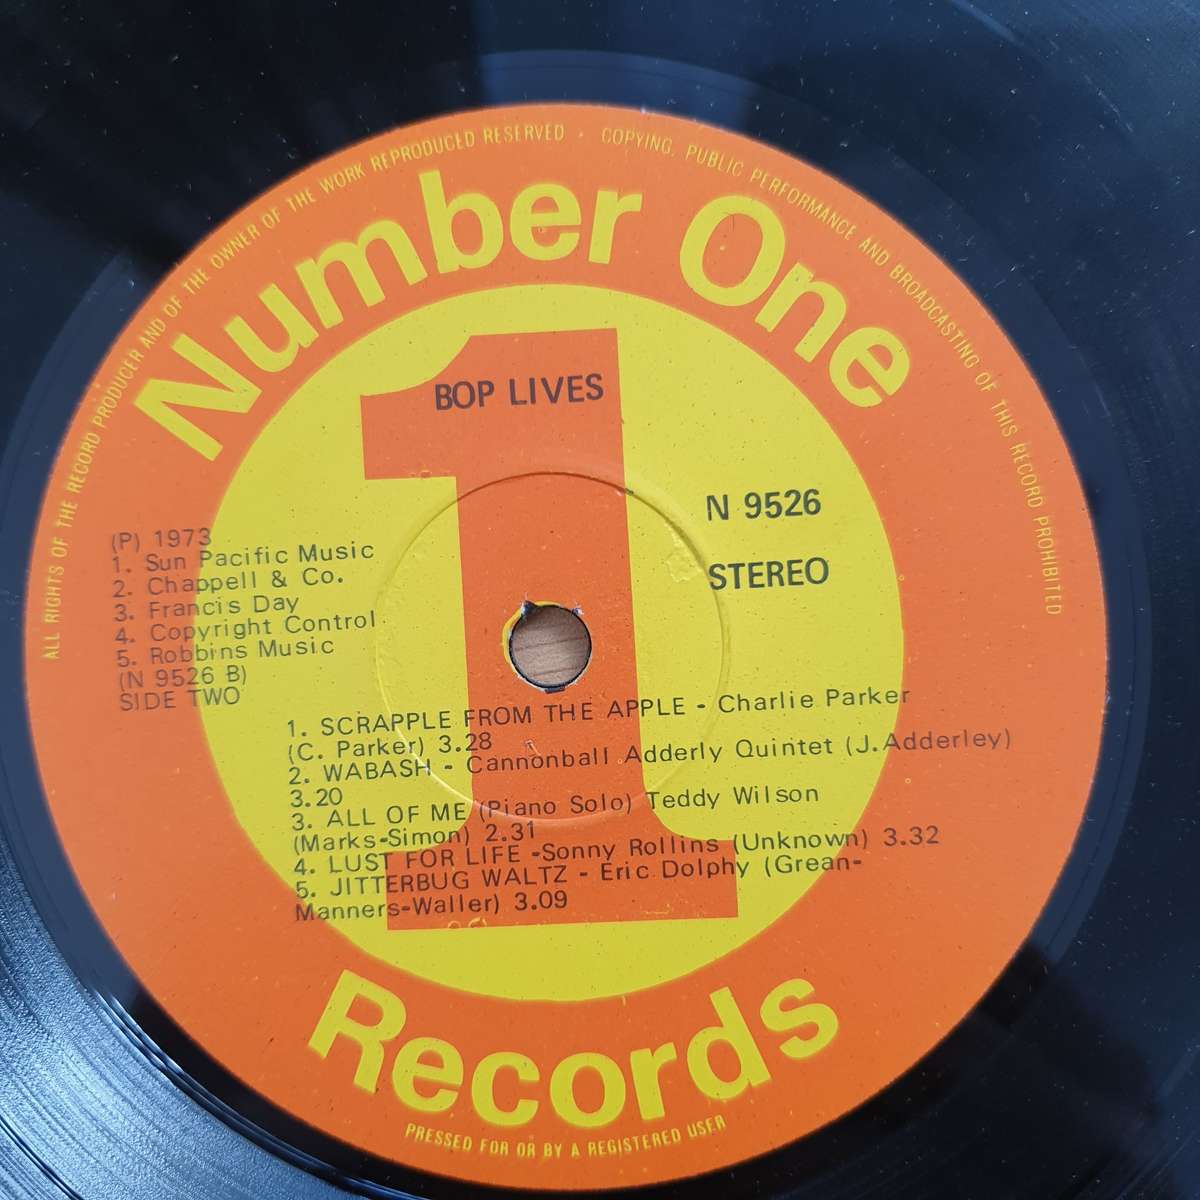 ALL RIGHTS OF THE RECORD PRODUCER AND OF THE OWNER OF THE WORK REPRODUCED RESERVED · COPYING, PUBLIC PERFORMANCE AND BROADCASTING OF THIS RECORD PROHIBITED
Number One
1
BOP LIVES
N 9526
STEREO
(P) 1973
1. Sun Pacific Music
2. Chappell & Co.
3. Francis Day
4. Copyright Control
5. Robbins Music
(N 9526 B)
SIDE TWO
1. SCRAPPLE FROM THE APPLE - Charlie Parker
(C. Parker) 3.28
2. WABASH - Cannonball Adderly Quintet (J.Adderley)
3.20
3. ALL OF ME (Piano Solo) Teddy Wilson
(Marks-Simon) 2.31
4. LUST FOR LIFE -Sonny Rollins (Unknown) 3.32
5. JITTERBUG WALTZ - Eric Dolphy (Grean-
Manners-Waller) 3.09
Records
PRESSED FOR OR BY A REGISTERED USER